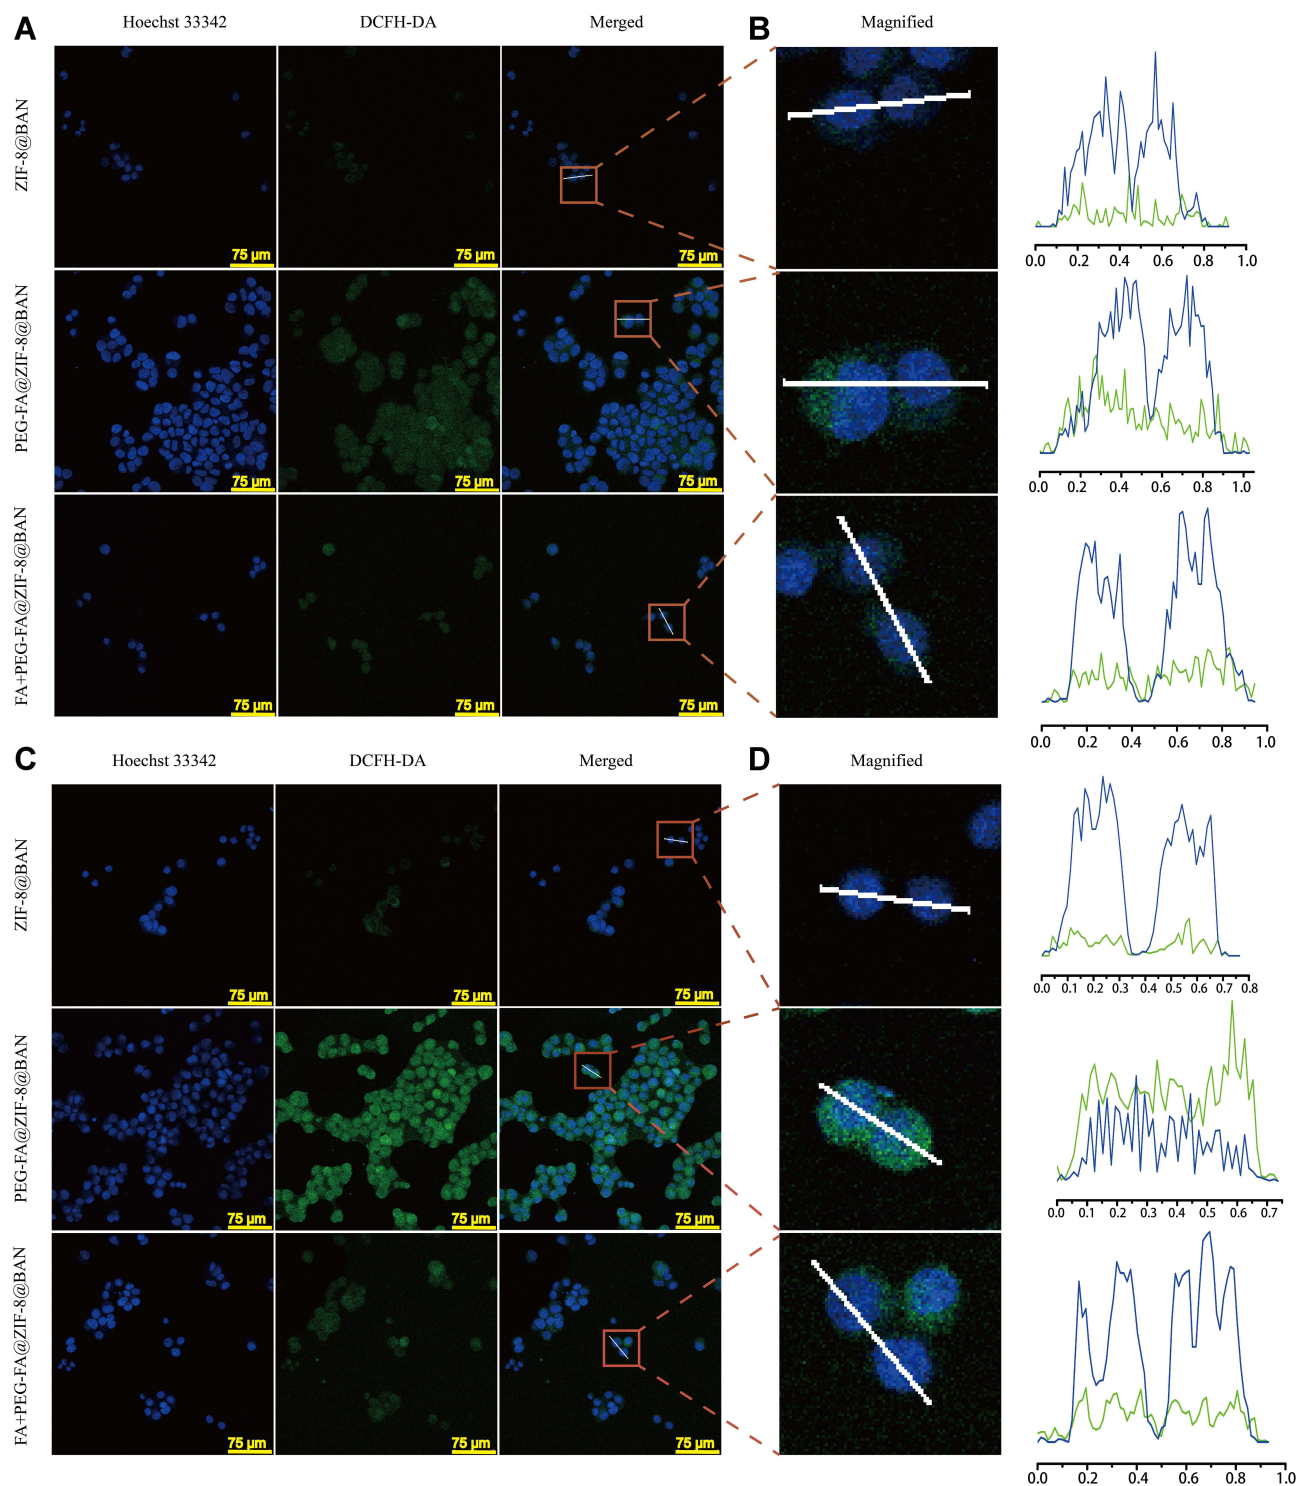 A
Hoechst 33342
DCFH-DA
Merged
B
Magnified
ZIF-8@BAN
75 µm
75 µm
75 µm
0.0 0.2 0.4 0.6 0.8 1.0
PEG-FA@ZIF-8@BAN
75 µm
75 µm
75 µm
0.0 0.2 0.4 0.6 0.8 1.0
FA+PEG-FA@ZIF-8@BAN
75 µm
75 µm
75 µm
0.0 0.2 0.4 0.6 0.8 1.0
C
Hoechst 33342
DCFH-DA
Merged
D
Magnified
ZIF-8@BAN
75 µm
75 µm
75 µm
0.0 0.1 0.2 0.3 0.4 0.5 0.6 0.7 0.8
PEG-FA@ZIF-8@BAN
75 µm
75 µm
75 µm
0.0 0.1 0.2 0.3 0.4 0.5 0.6 0.7
FA+PEG-FA@ZIF-8@BAN
75 µm
75 µm
75 µm
0.0 0.2 0.4 0.6 0.8 1.0